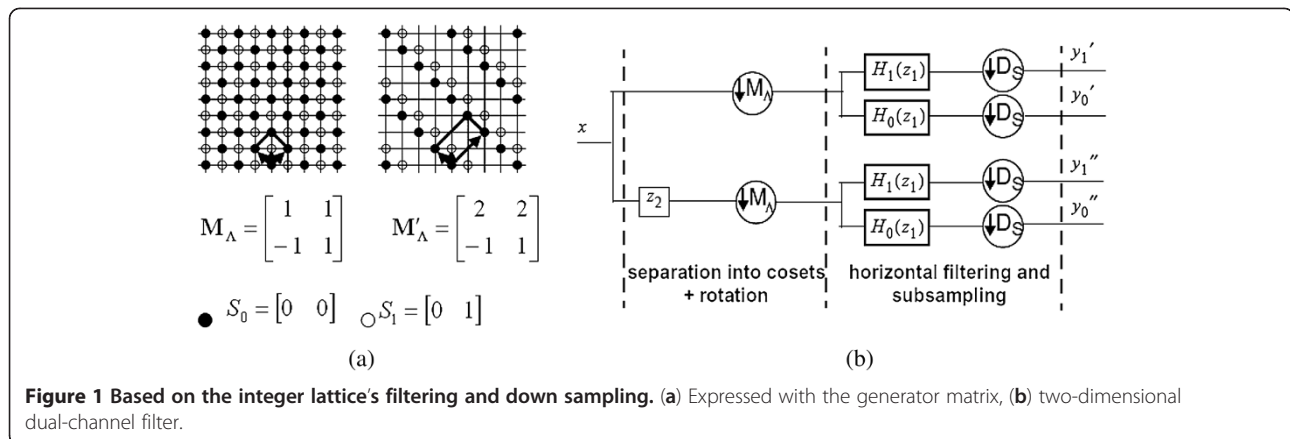 M_Λ = [1 1; -1 1]
M′_Λ = [2 2; -1 1]
● S_0 = [0 0] ○ S_1 = [0 1]
(a)
x
z_2
↓M_Λ
↓M_Λ
H_1(z_1)
↓D_S
y_1′
H_0(z_1)
↓D_S
y_0′
H_1(z_1)
↓D_S
y_1″
H_0(z_1)
↓D_S
y_0″
separation into cosets
+ rotation
horizontal filtering and
subsampling
(b)
Figure 1 Based on the integer lattice's filtering and down sampling. (a) Expressed with the generator matrix, (b) two-dimensional
dual-channel filter.